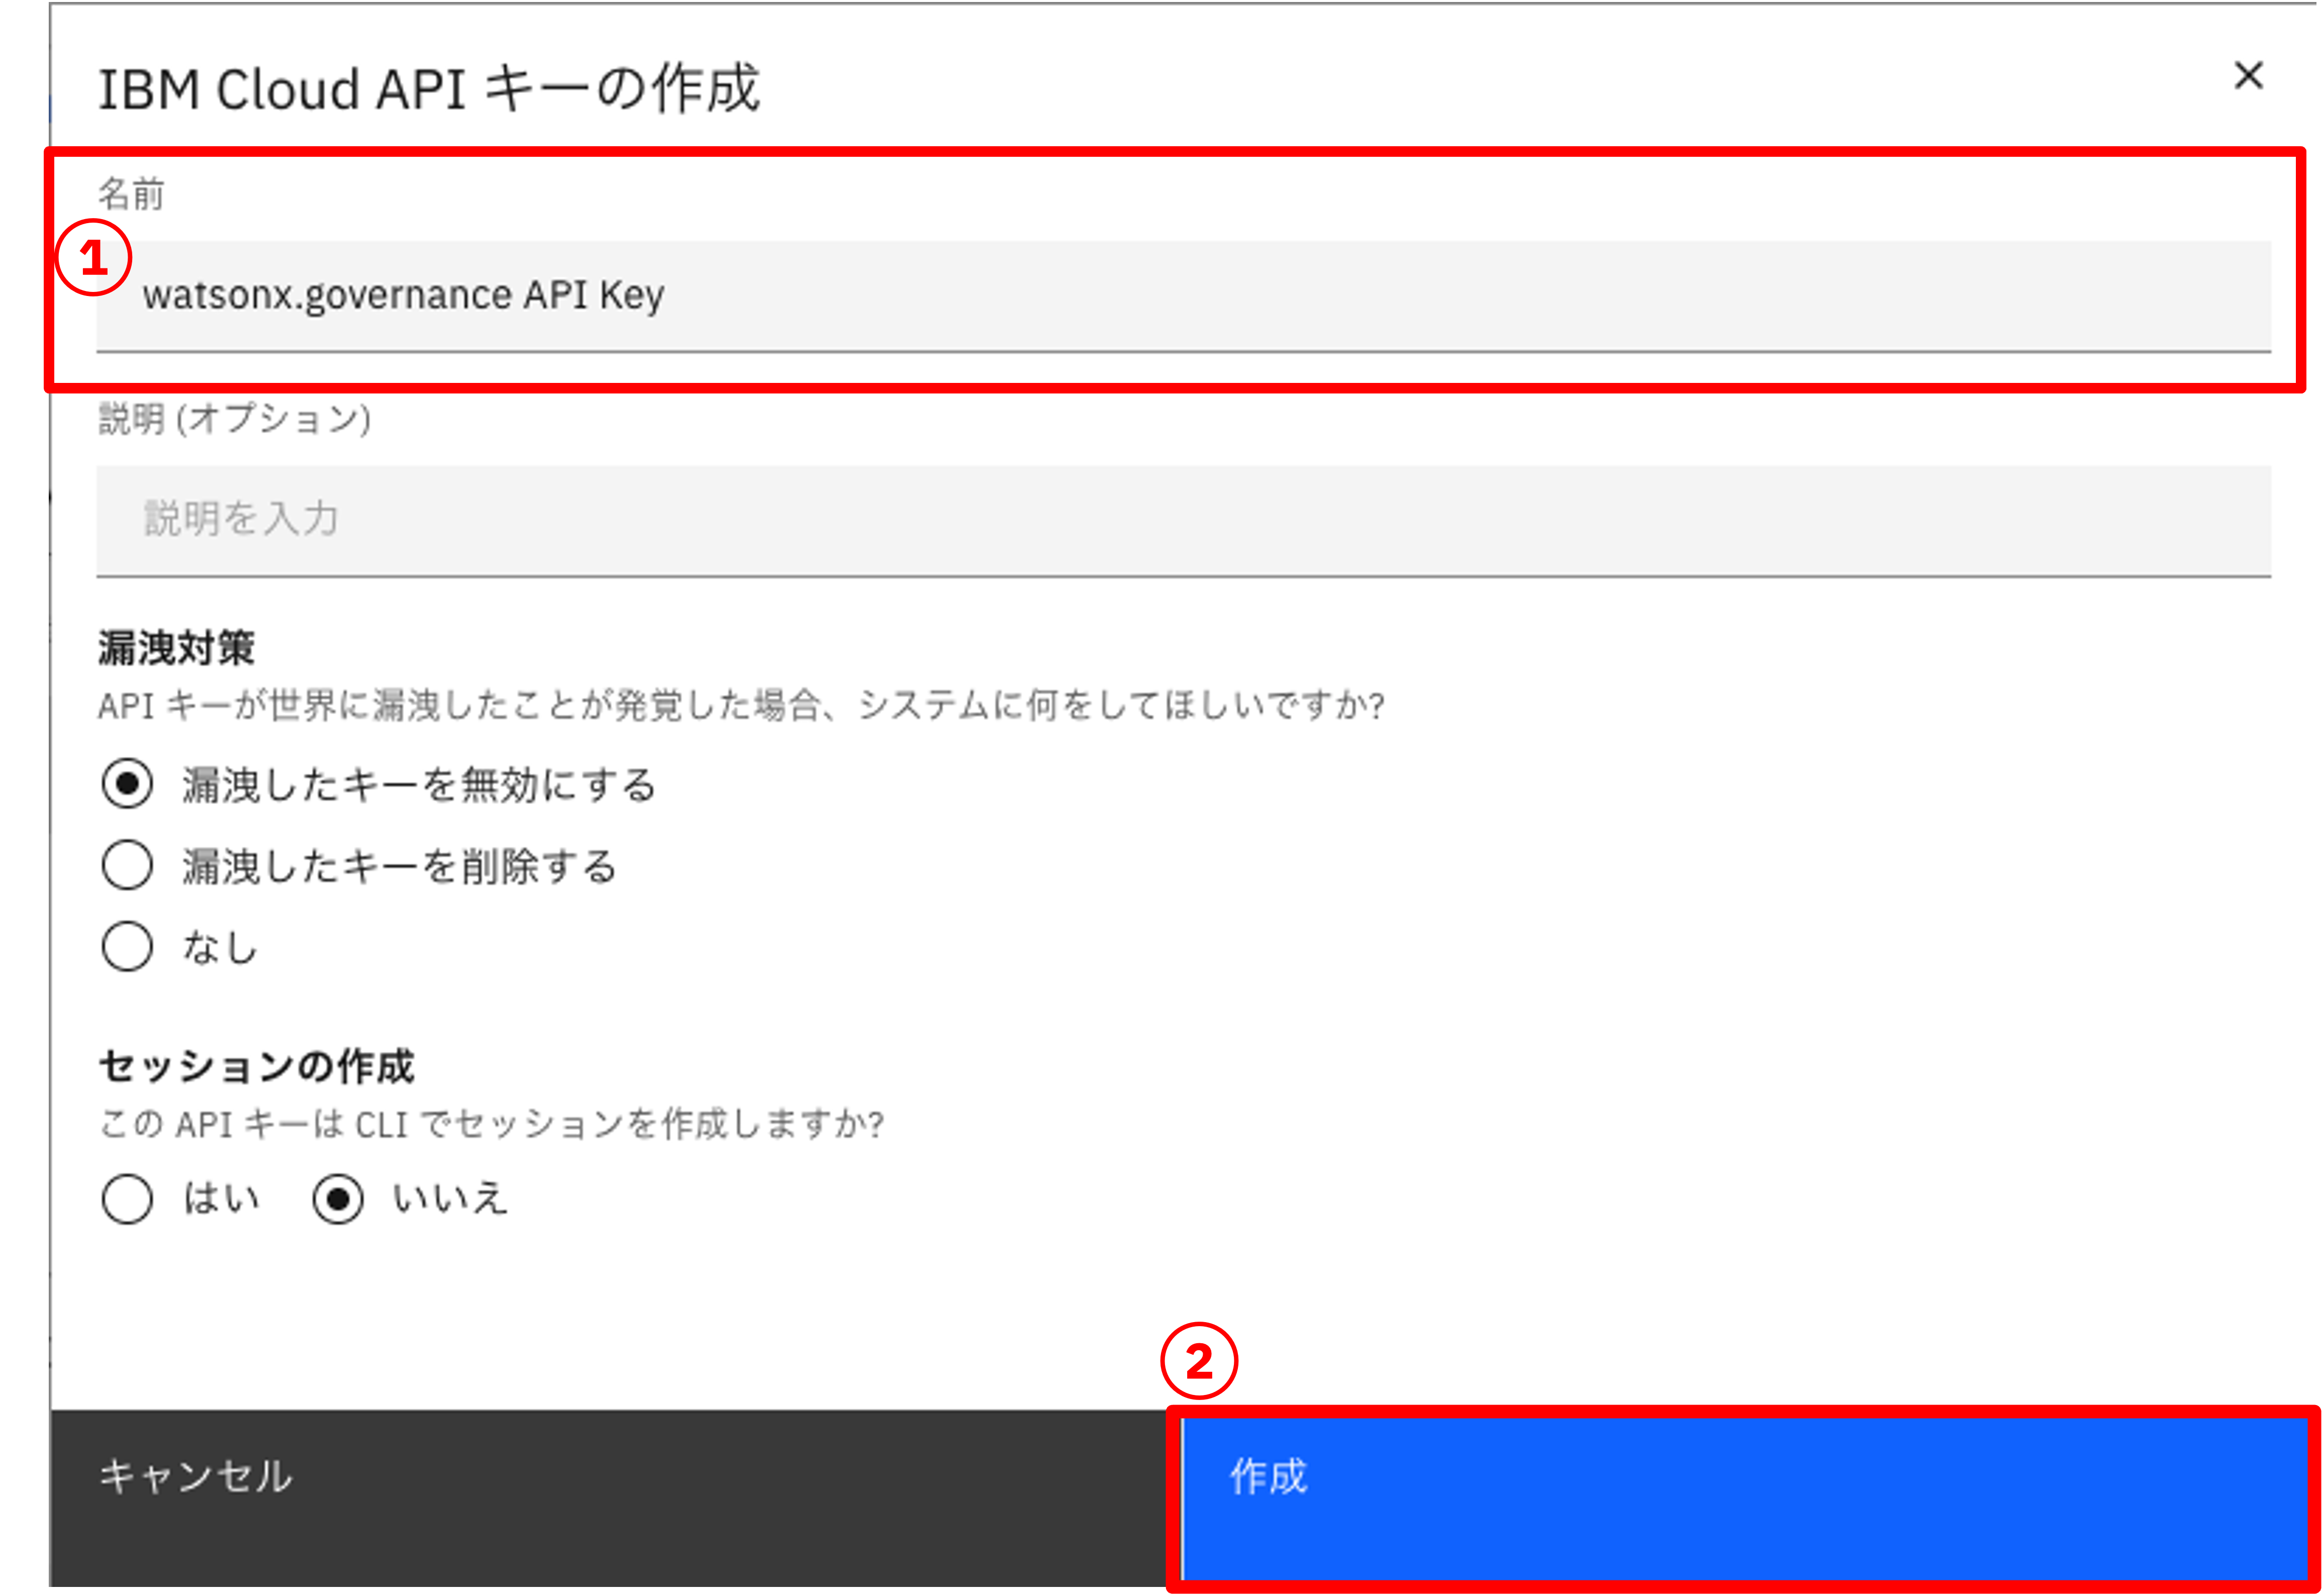 IBM Cloud API キーの作成
名前
1
watsonx.governance API Key
説明 (オプション)
説明を入力
漏洩対策
API キーが世界に漏洩したことが発覚した場合、システムに何をしてほしいですか?
漏洩したキーを無効にする
漏洩したキーを削除する
なし
セッションの作成
この API キーは CLI でセッションを作成しますか?
はい いいえ
2
キャンセル 作成